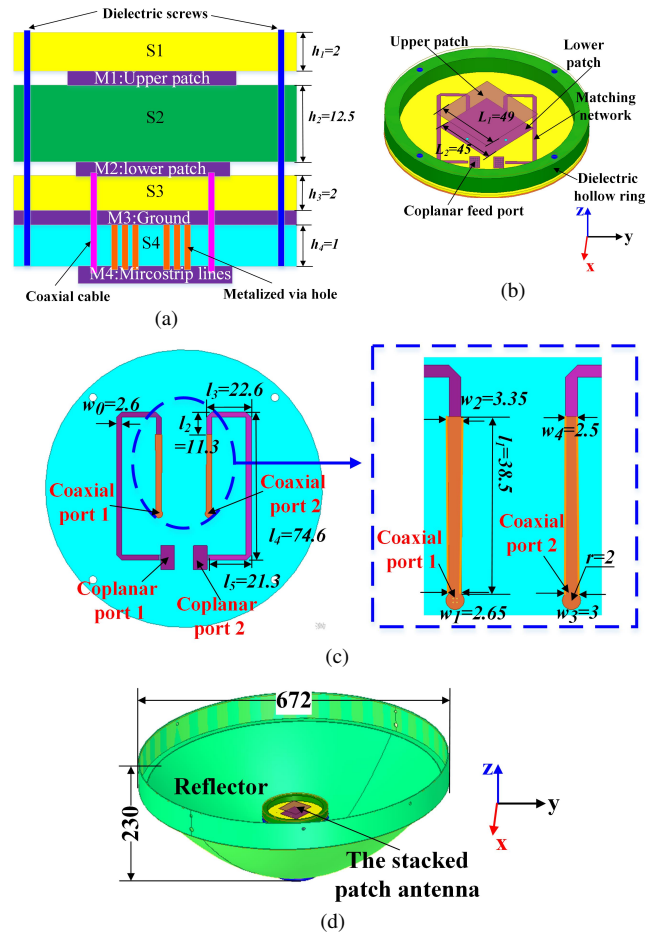 Dielectric screws
S1
h₁=2
M1:Upper patch
S2
h₂=12.5
M2:lower patch
S3
h₃=2
M3:Ground
S4
h₄=1
M4:Mircostrip lines
Coaxial cable
Metalized via hole
(a)
(b)
Upper patch
Lower patch
Matching network
L₁=49
L₂=45
Coplanar feed port
Dielectric hollow ring
z
y
x
(b)
w₀=2.6
l₃=22.6
l₂
=11.3
Coaxial port 1
Coaxial port 2
l₄=74.6
l₅=21.3
Coplanar port 1
Coplanar port 2
w₂=3.35
w₄=2.5
l₁=38.5
Coaxial port 1
Coaxial port 2
r=2
w₁=2.65
w₃=3
(c)
672
230
Reflector
The stacked patch antenna
z
y
x
(d)